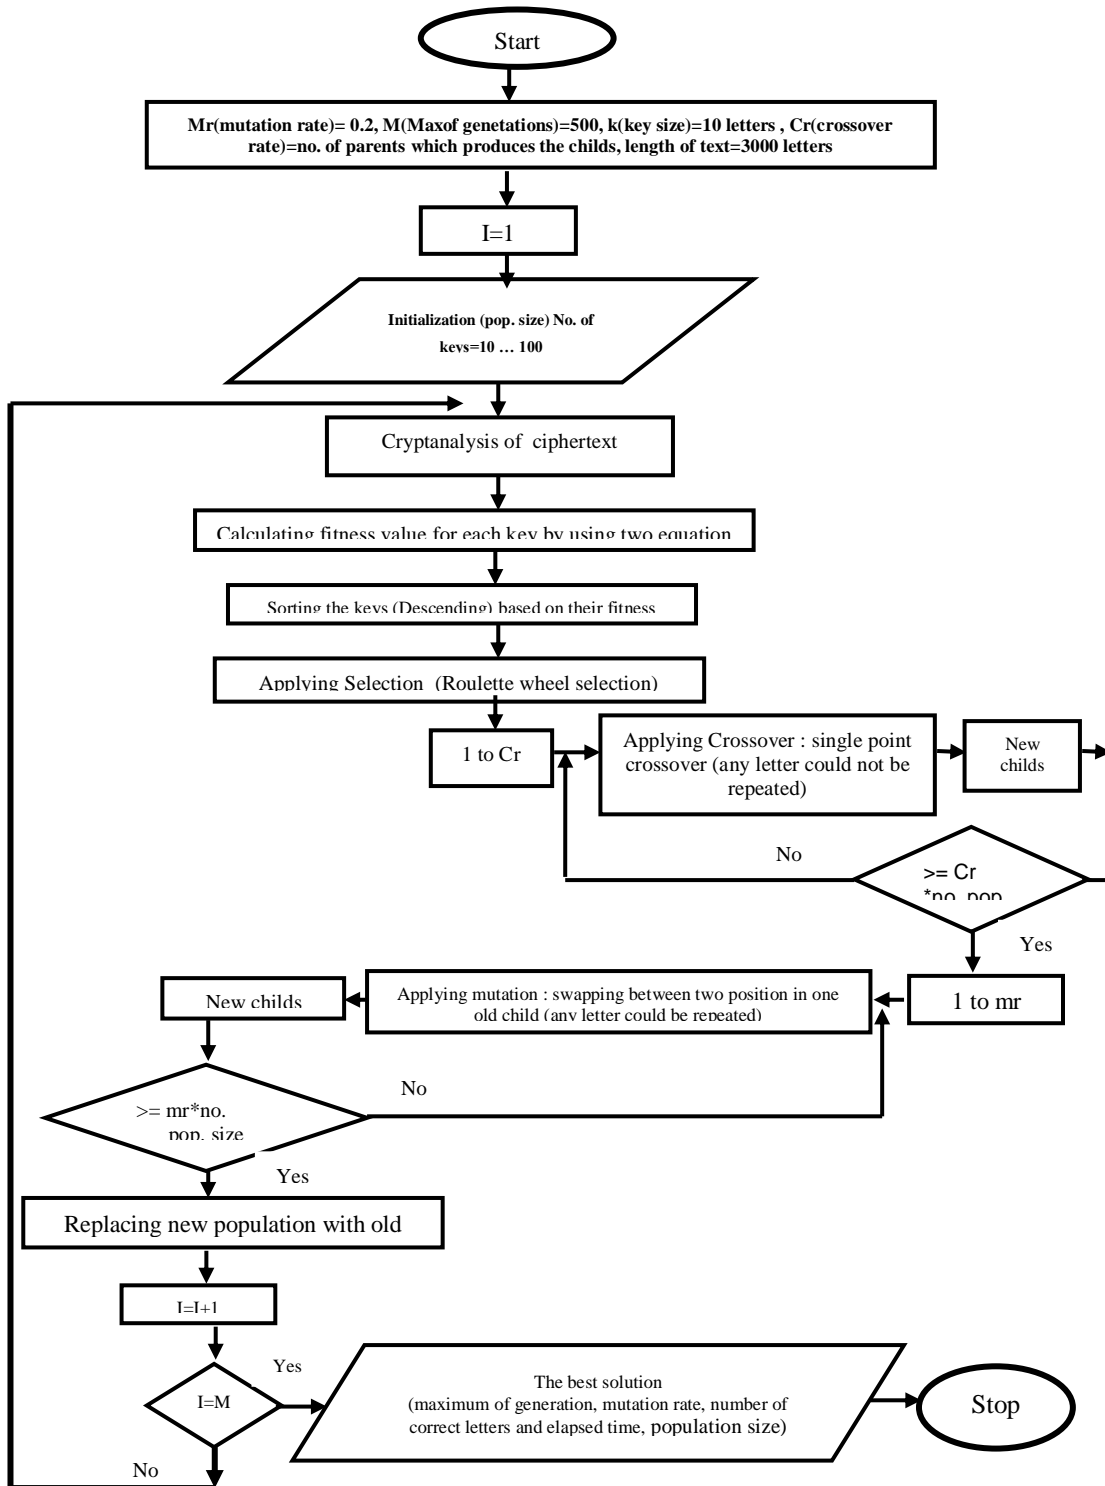 Start
Mr(mutation rate)= 0.2, M(Maxof genetations)=500, k(key size)=10 letters , Cr(crossover
rate)=no. of parents which produces the childs, length of text=3000 letters
I=1
Initialization (pop. size) No. of
keys=10 … 100
Cryptanalysis of ciphertext
Calculating fitness value for each key by using two equation
Sorting the keys (Descending) based on their fitness
Applying Selection (Roulette wheel selection)
1 to Cr
Applying Crossover : single point
crossover (any letter could not be
repeated)
New
childs
No
>= Cr
*no. pop
Yes
1 to mr
Applying mutation : swapping between two position in one
old child (any letter could be repeated)
New childs
No
>= mr*no.
pop. size
Yes
Replacing new population with old
I=I+1
I=M
Yes
The best solution
(maximum of generation, mutation rate, number of
correct letters and elapsed time, population size)
Stop
No